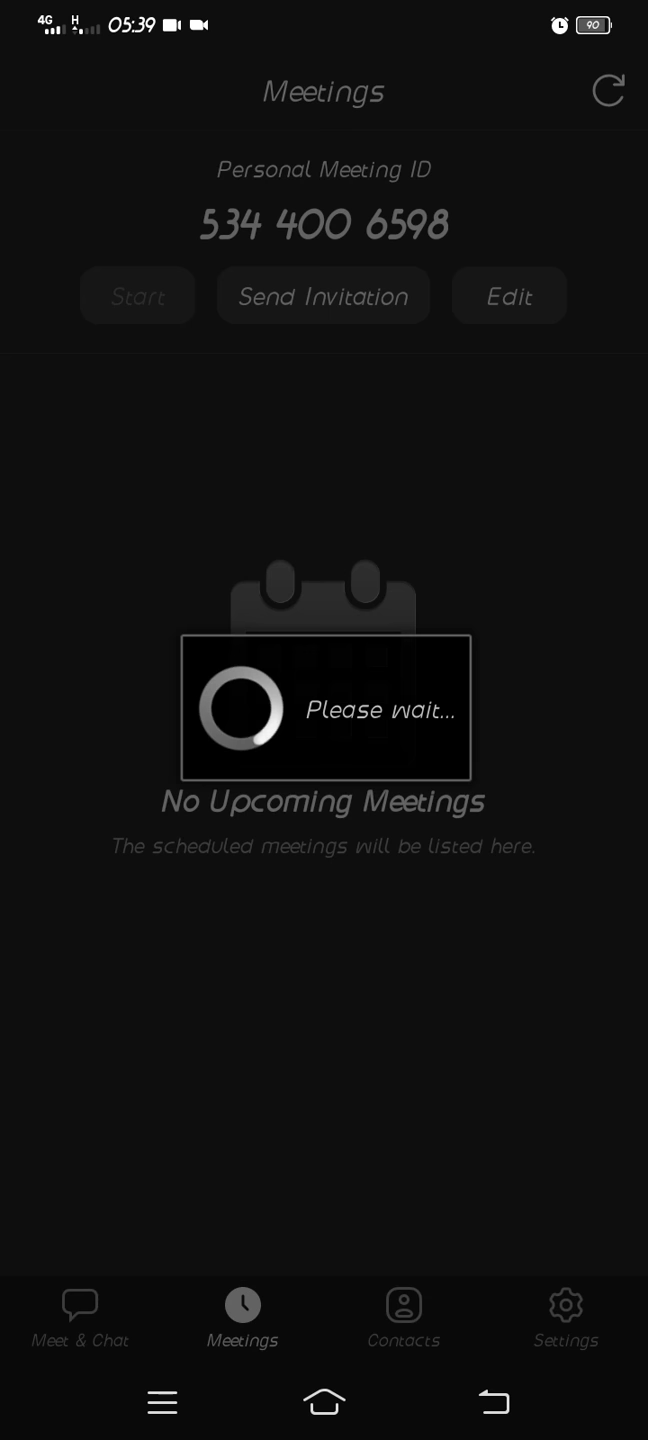 4G H 05:39 90
Meetings
Personal Meeting ID
534 400 6598
Start Send Invitation Edit
Please wait...
No Upcoming Meetings
The scheduled meetings will be listed here.
Meet & Chat Meetings Contacts Settings